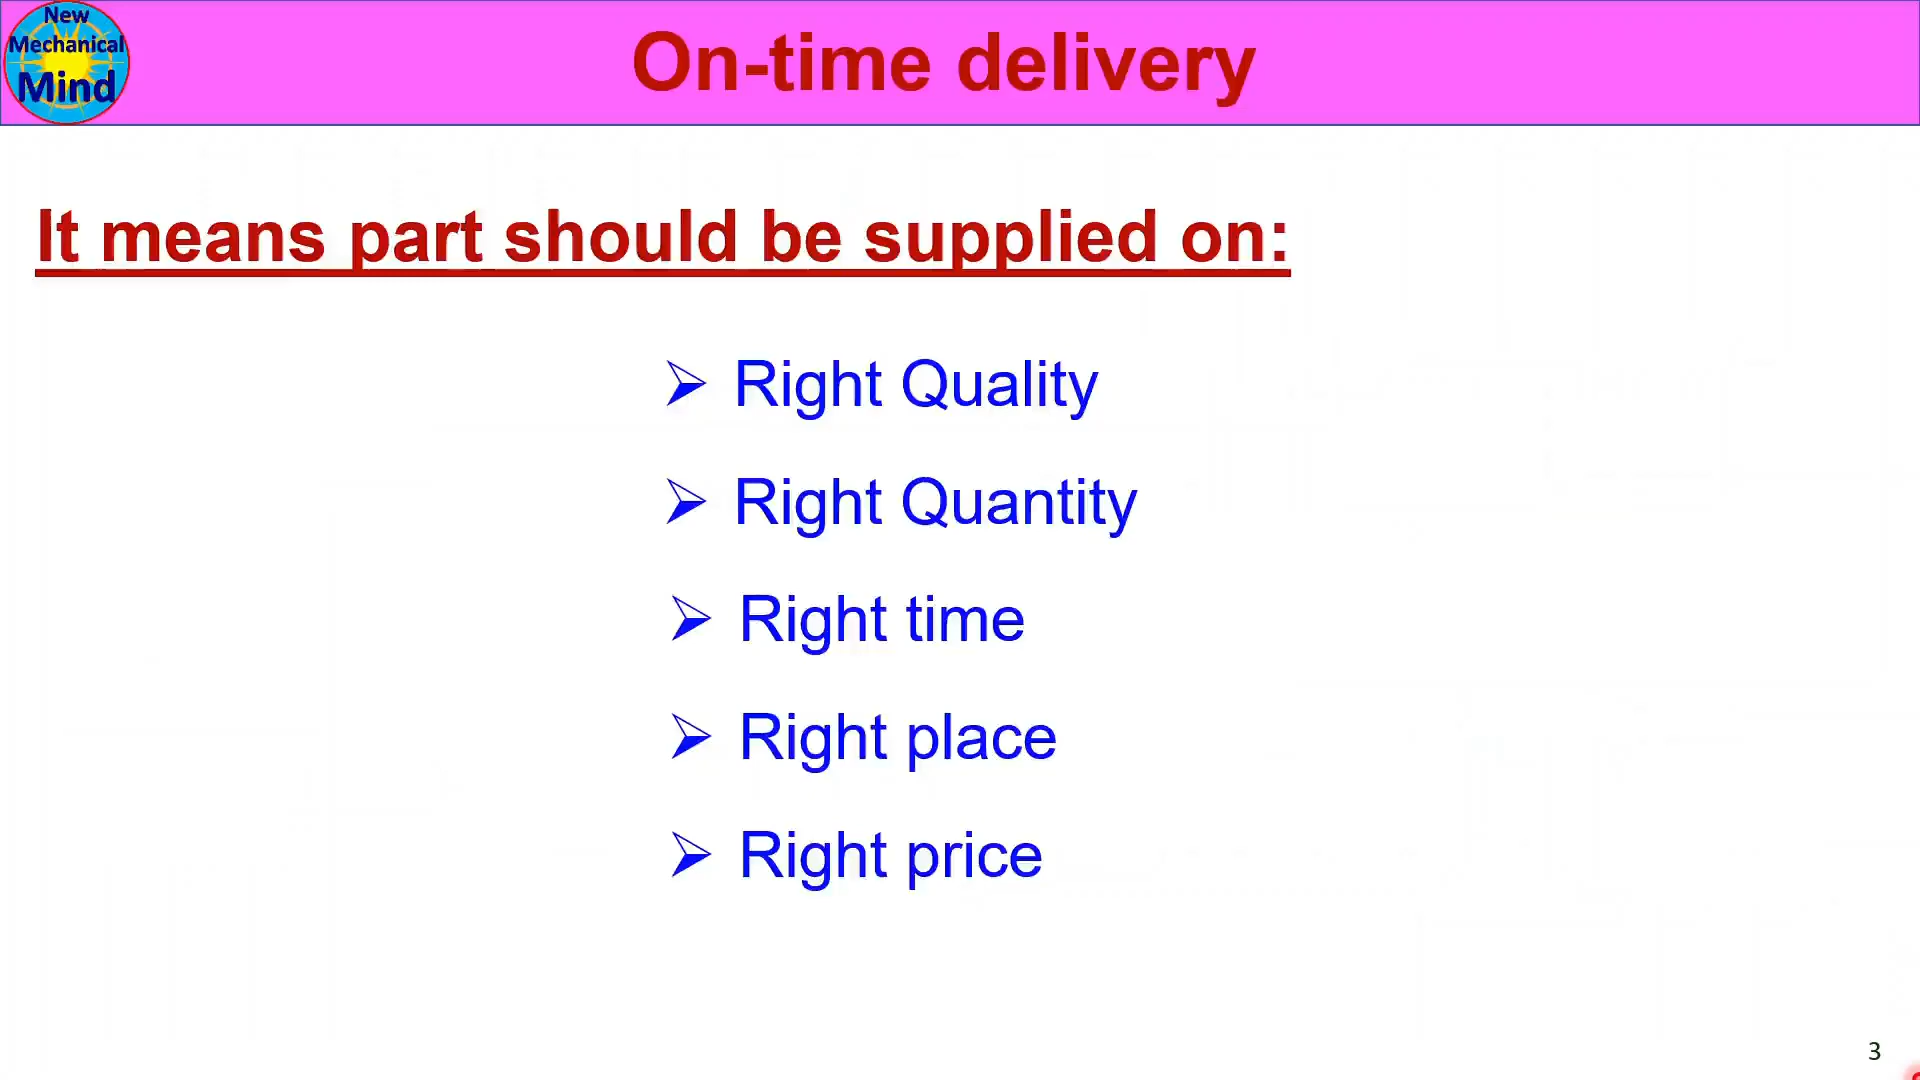 New
Mechanical
Mind
On-time delivery
It means part should be supplied on:
➢ Right Quality
➢ Right Quantity
➢ Right time
➢ Right place
➢ Right price
3